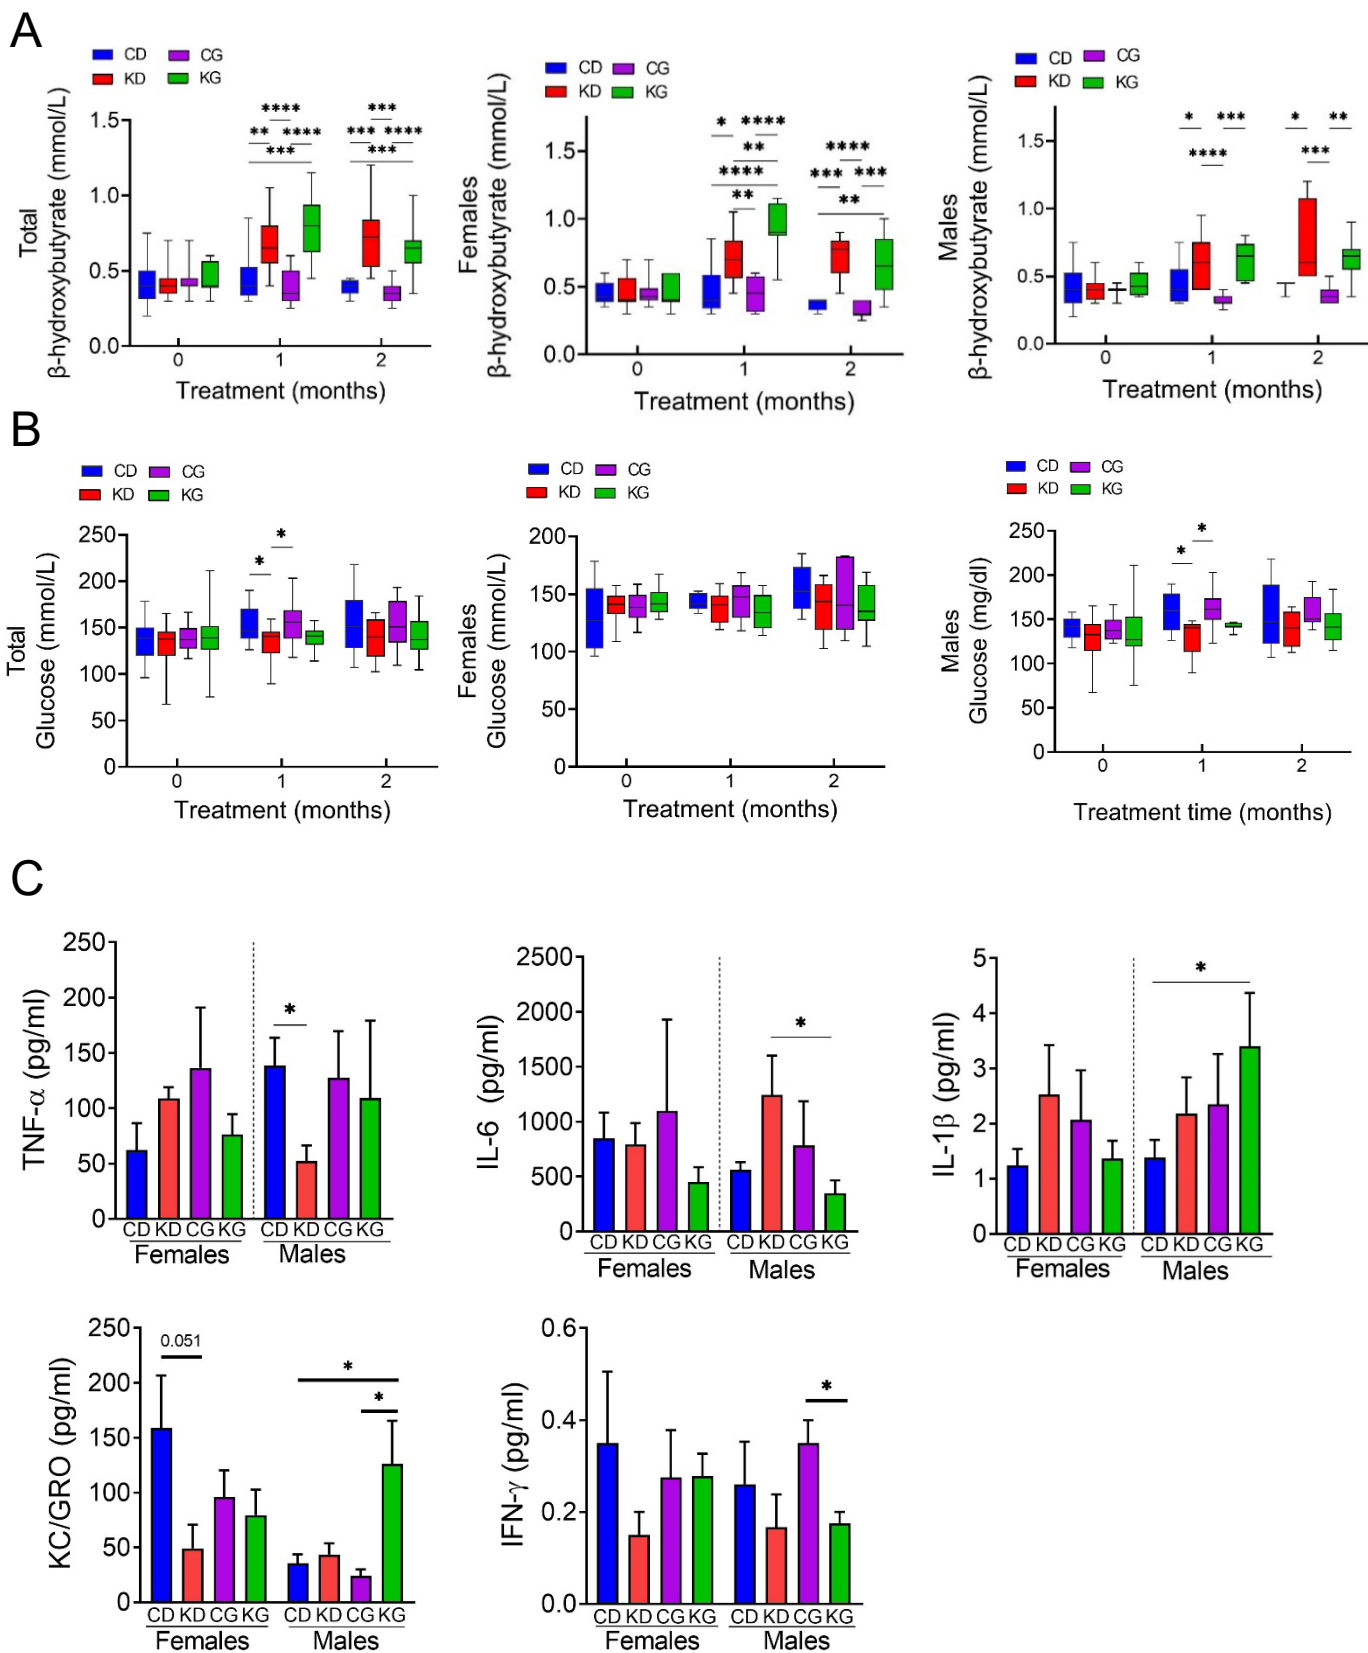 A
CD CG
KD KG
Total
β-hydroxybutyrate (mmol/L)
1.5
1.0
0.5
0.0
** **** **** ***
*** *** **** ***
0 1 2
Treatment (months)
CD CG
KD KG
Females
β-hydroxybutyrate (mmol/L)
1.5
1.0
0.5
0.0
* **** ** **** **
**** *** *** **
0 1 2
Treatment (months)
CD CG
KD KG
Males
β-hydroxybutyrate (mmol/L)
1.5
1.0
0.5
0.0
* *** ****
* ** ***
0 1 2
Treatment (months)
B
CD CG
KD KG
Total
Glucose (mmol/L)
250
200
150
100
50
0
* *
0 1 2
Treatment (months)
CD CG
KD KG
Females
Glucose (mmol/L)
200
150
100
50
0
0 1 2
Treatment (months)
CD CG
KD KG
Males
Glucose (mg/dl)
250
200
150
100
50
0
* *
0 1 2
Treatment time (months)
C
TNF-α (pg/ml)
250
200
150
100
50
0
*
CD KD CG KG CD KD CG KG
Females Males
IL-6 (pg/ml)
2500
2000
1500
1000
500
0
*
CD KD CG KG CD KD CG KG
Females Males
IL-1β (pg/ml)
5
4
3
2
1
0
*
CD KD CG KG CD KD CG KG
Females Males
KC/GRO (pg/ml)
250
200
150
100
50
0
0.051
*
*
CD KD CG KG CD KD CG KG
Females Males
IFN-γ (pg/ml)
0.6
0.4
0.2
0.0
*
CD KD CG KG CD KD CG KG
Females Males